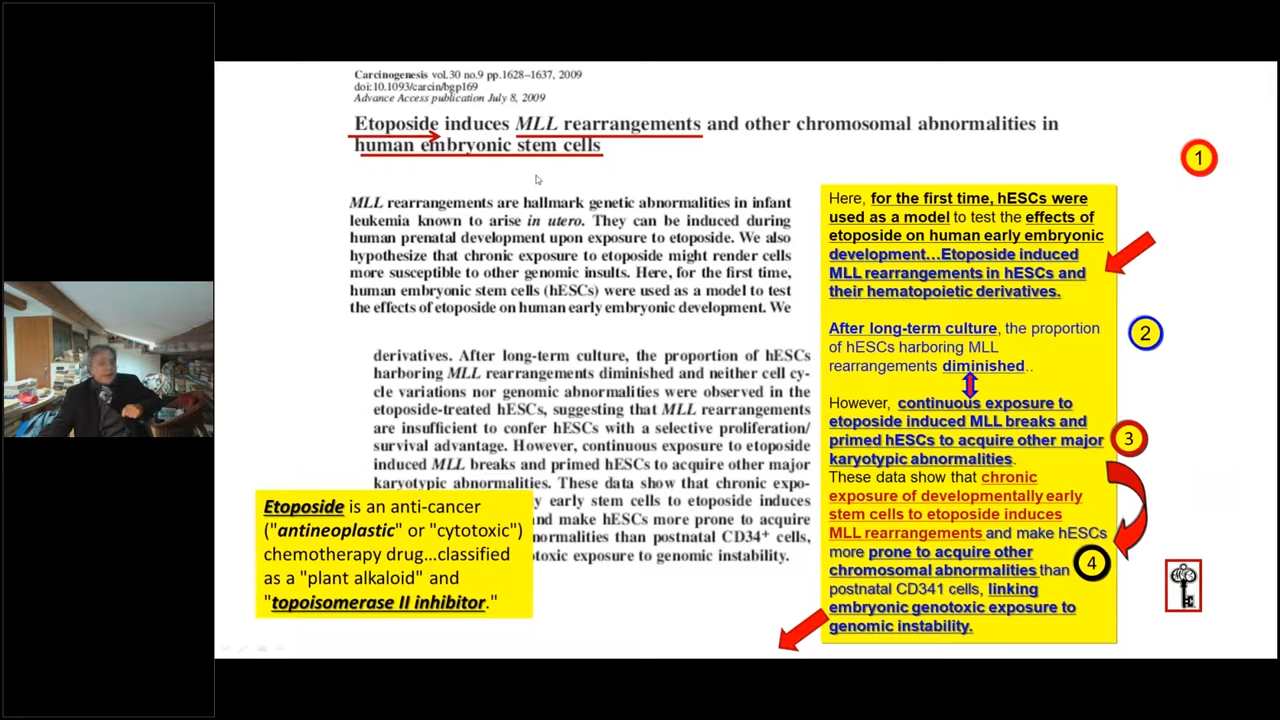 Carcinogenesis vol.30 no.9 pp.1628–1637, 2009
doi:10.1093/carcin/bgp169
Advance Access publication July 8, 2009
Etoposide induces MLL rearrangements and other chromosomal abnormalities in
human embryonic stem cells
MLL rearrangements are hallmark genetic abnormalities in infant
leukemia known to arise in utero. They can be induced during
human prenatal development upon exposure to etoposide. We also
hypothesize that chronic exposure to etoposide might render cells
more susceptible to other genomic insults. Here, for the first time,
human embryonic stem cells (hESCs) were used as a model to test
the effects of etoposide on human early embryonic development. We
derivatives. After long-term culture, the proportion of hESCs
harboring MLL rearrangements diminished and neither cell cy-
cle variations nor genomic abnormalities were observed in the
etoposide-treated hESCs, suggesting that MLL rearrangements
are insufficient to confer hESCs with a selective proliferation/
survival advantage. However, continuous exposure to etoposide
induced MLL breaks and primed hESCs to acquire other major
karyotypic abnormalities. These data show that chronic expo-
y early stem cells to etoposide induces
and make hESCs more prone to acquire
normalities than postnatal CD34+ cells,
otoxic exposure to genomic instability.
Etoposide is an anti-cancer
("antineoplastic" or "cytotoxic")
chemotherapy drug...classified
as a "plant alkaloid" and
"topoisomerase II inhibitor."
Here, for the first time, hESCs were
used as a model to test the effects of
etoposide on human early embryonic
development...Etoposide induced
MLL rearrangements in hESCs and
their hematopoietic derivatives.
After long-term culture, the proportion
of hESCs harboring MLL
rearrangements diminished..
However, continuous exposure to
etoposide induced MLL breaks and
primed hESCs to acquire other major
karyotypic abnormalities.
These data show that chronic
exposure of developmentally early
stem cells to etoposide induces
MLL rearrangements and make hESCs
more prone to acquire other
chromosomal abnormalities than
postnatal CD341 cells, linking
embryonic genotoxic exposure to
genomic instability.
1
2
3
4